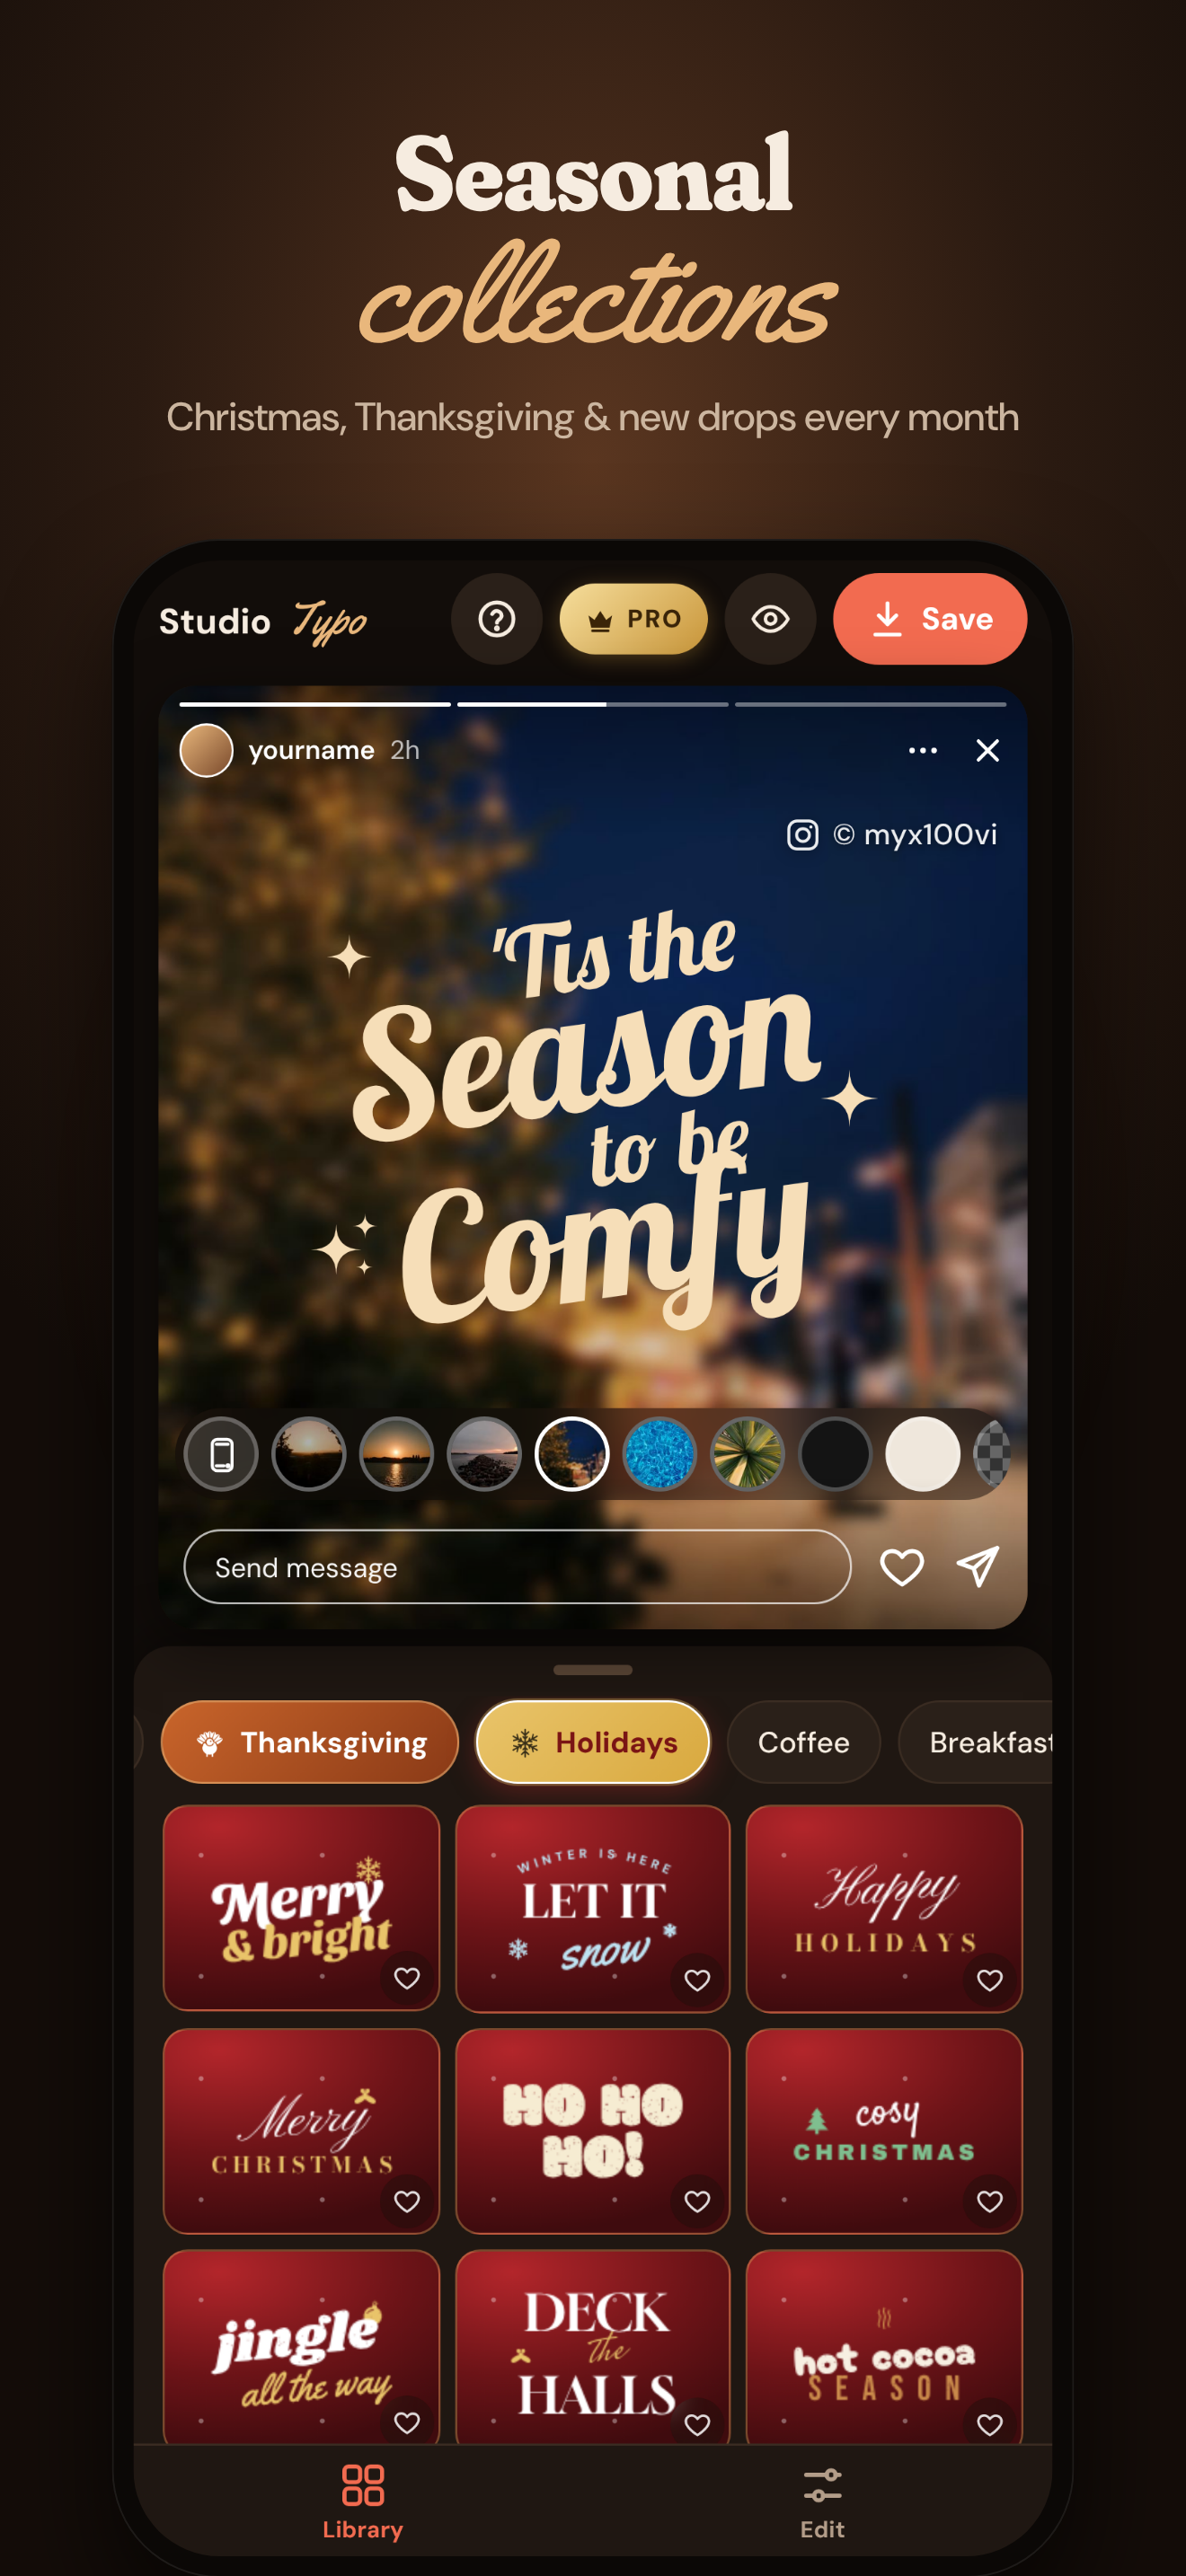 Seasonal
collections
Christmas, Thanksgiving & new drops every month
Studio Typo
PRO
Save
yourname 2h
© myx100vi
'Tis the
Season
to be
Comfy
Send message
Thanksgiving
Holidays
Coffee
Breakfast
Merry
& bright
WINTER IS HERE
LET IT
snow
Happy
HOLIDAYS
Merry
CHRISTMAS
HO HO
HO!
cosy
CHRISTMAS
jingle
all the way
DECK
the
HALLS
hot cocoa
SEASON
Library
Edit